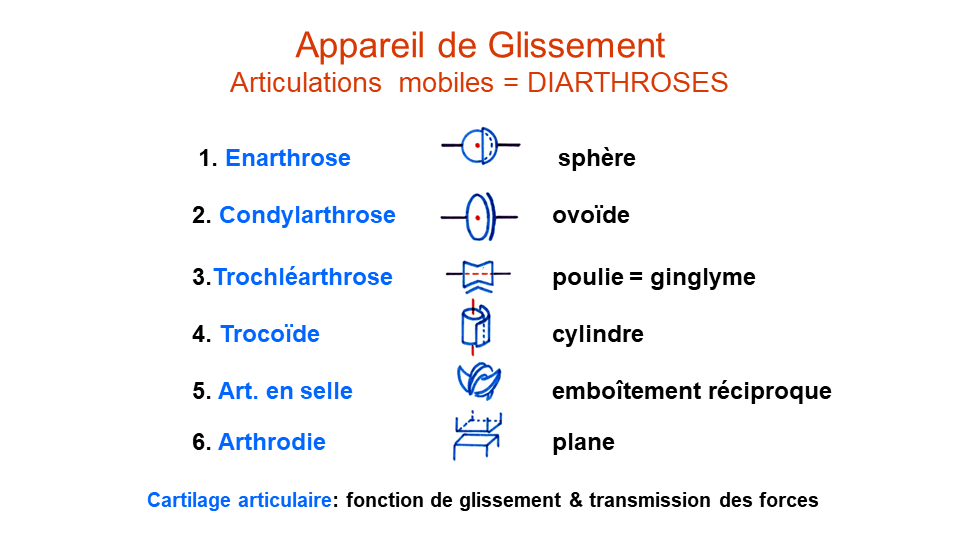 Appareil de Glissement
Articulations mobiles = DIARTHROSES
1. Enarthrose sphère
2. Condylarthrose ovoïde
3.Trochléarthrose poulie = ginglyme
4. Trocoïde cylindre
5. Art. en selle emboîtement réciproque
6. Arthrodie plane
Cartilage articulaire: fonction de glissement & transmission des forces